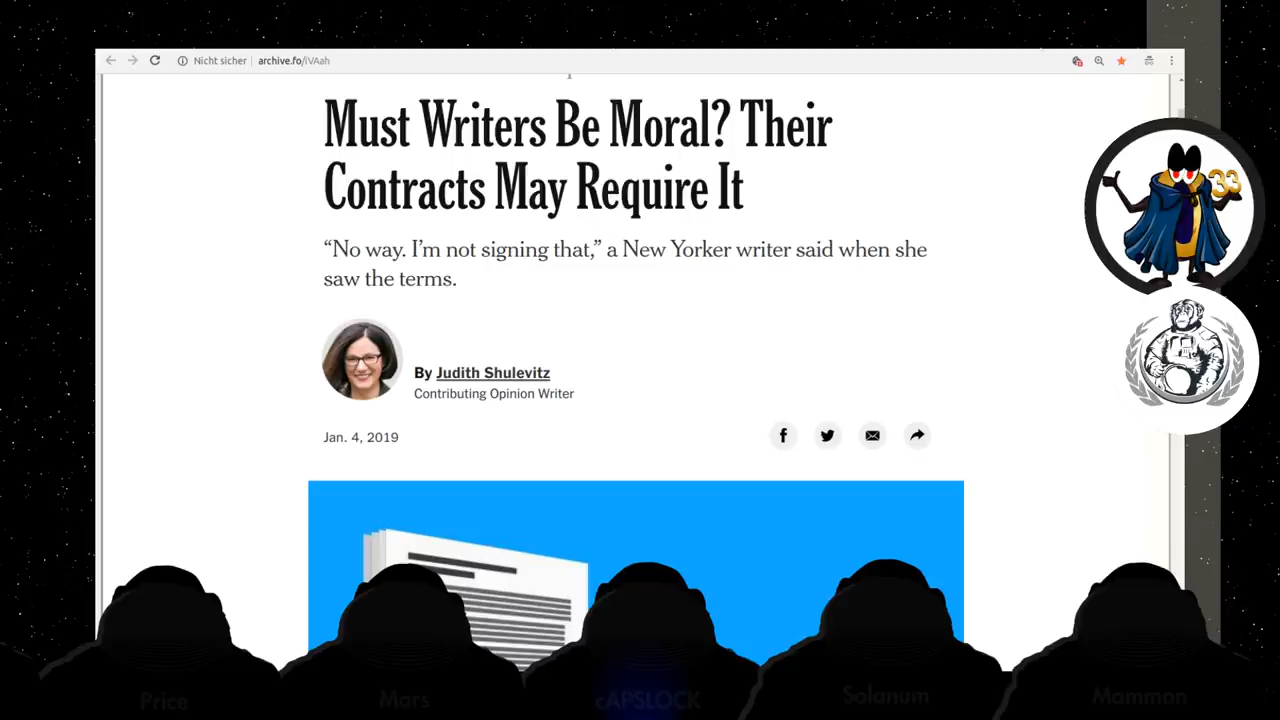 Nicht sicher archive.fo/iVAah
Must Writers Be Moral? Their
Contracts May Require It
“No way. I’m not signing that,” a New Yorker writer said when she
saw the terms.
By Judith Shulevitz
Contributing Opinion Writer
Jan. 4, 2019
33
Price Mars cAPSLOCK Solanum Mammon